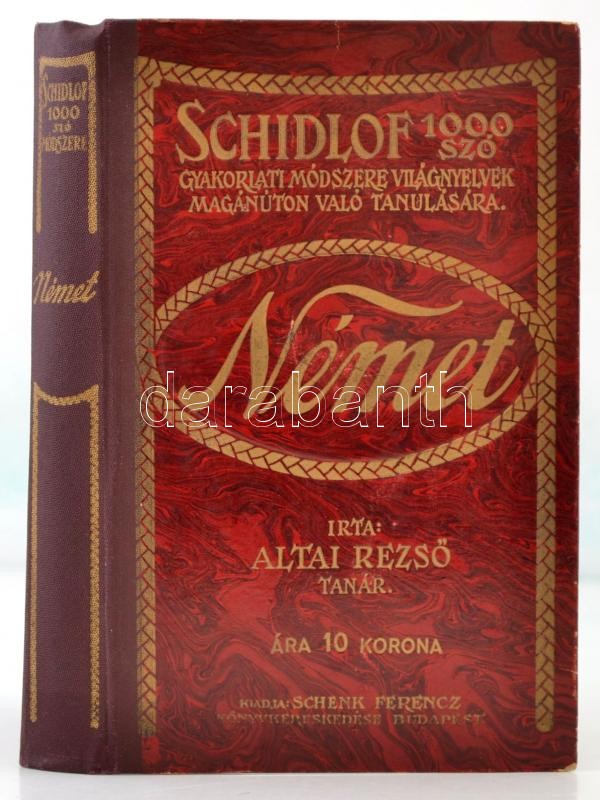 SCHIDLOF
1000
SZÓ
MÓDSZERE
Német
SCHIDLOF 1000
SZÓ
GYAKORLATI MÓDSZERE VILÁGNYELVEK
MAGÁNÚTON VALÓ TANULÁSÁRA.
Német
darabanth
IRTA:
ALTAI REZSŐ
TANÁR.
ÁRA 10 KORONA
KIADJA: SCHENK FERENCZ
KÖNYVKERESKEDÉSE BUDAPEST